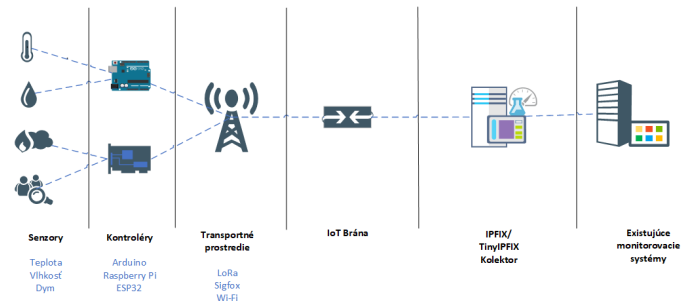 Senzory
Teplota
Vlhkosť
Dym
Kontroléry
Arduino
Raspberry Pi
ESP32
Transportné
prostredie
LoRa
Sigfox
Wi-Fi
IoT Brána
IPFIX/
TinyIPFIX
Kolektor
Existujúce
monitorovacie
systémy